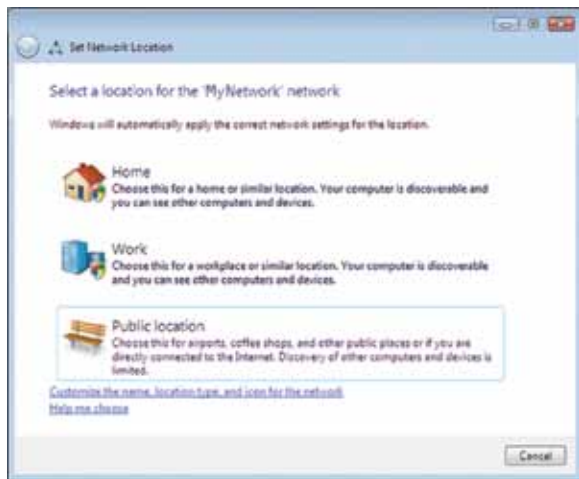 Set Network Location
Select a location for the 'MyNetwork' network
Windows will automatically apply the correct network settings for the location.
Home
Choose this for a home or similar location. Your computer is discoverable and
you can see other computers and devices.
Work
Choose this for a workplace or similar location. Your computer is discoverable
and you can see other computers and devices.
Public location
Choose this for airports, coffee shops, and other public places or if you are
directly connected to the Internet. Discovery of other computers and devices is
limited.
Customize the name, location type, and icon for the network
Help me choose
Cancel